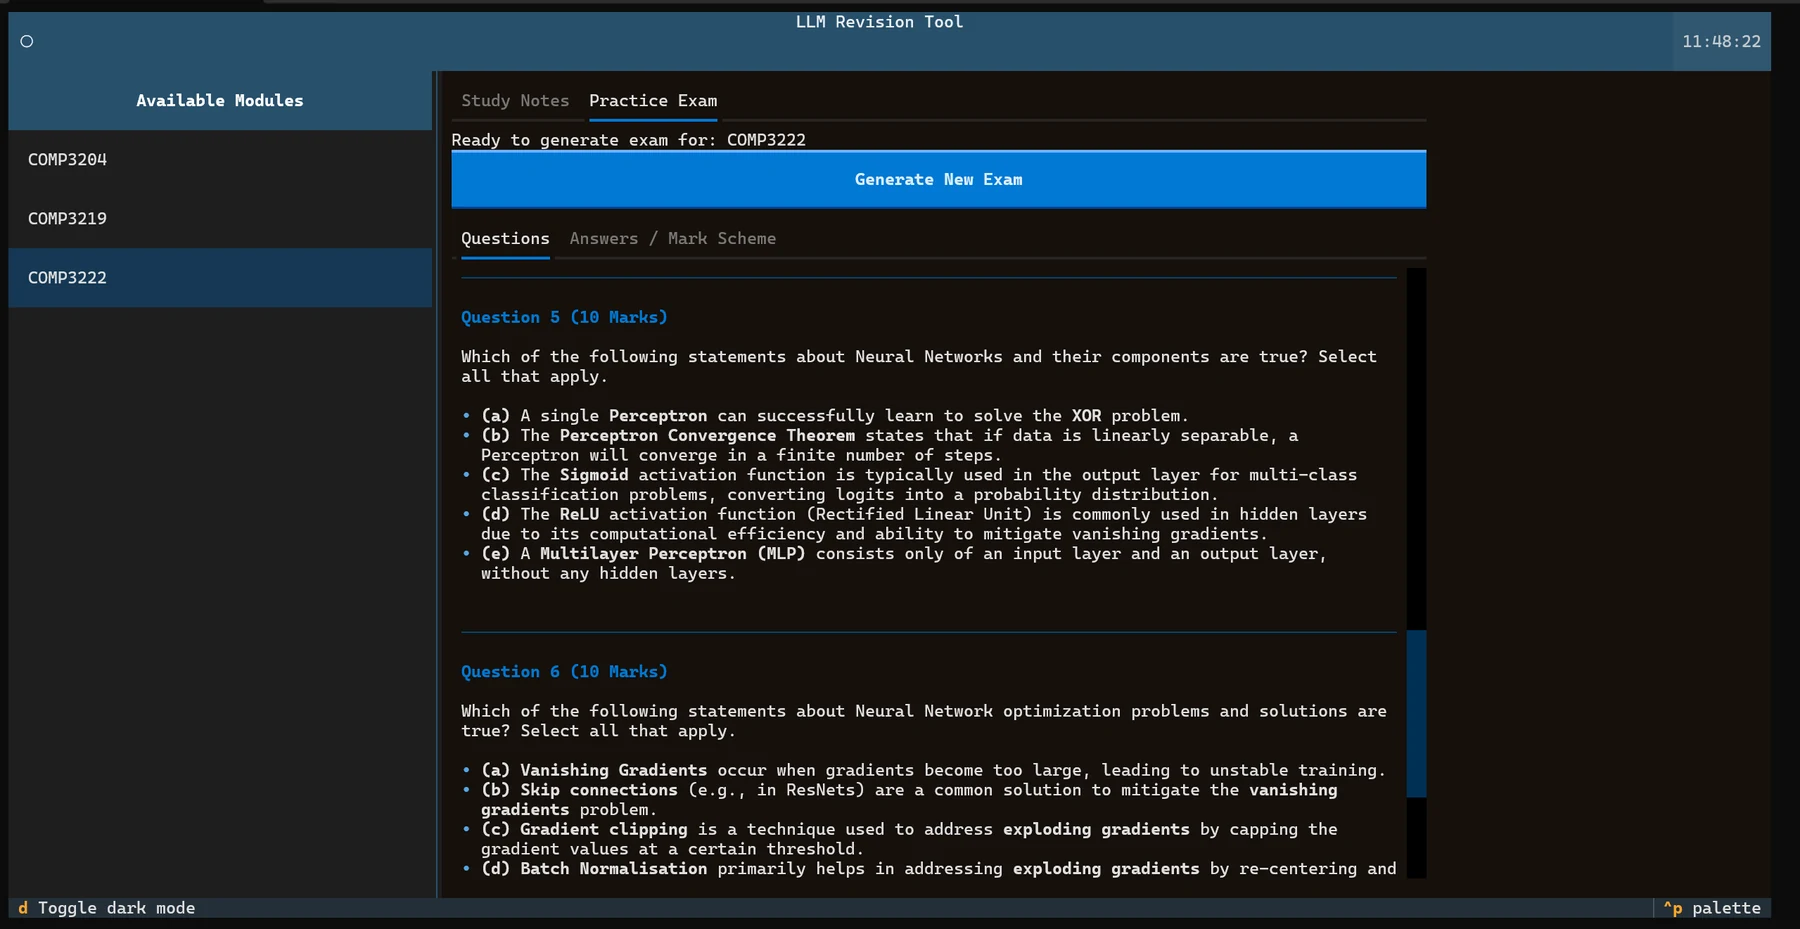 LLM Revision Tool
11:48:22
Available Modules
COMP3204
COMP3219
COMP3222
Study Notes Practice Exam
Ready to generate exam for: COMP3222
Generate New Exam
Questions Answers / Mark Scheme
Question 5 (10 Marks)
Which of the following statements about Neural Networks and their components are true? Select
all that apply.
• (a) A single Perceptron can successfully learn to solve the XOR problem.
• (b) The Perceptron Convergence Theorem states that if data is linearly separable, a
Perceptron will converge in a finite number of steps.
• (c) The Sigmoid activation function is typically used in the output layer for multi-class
classification problems, converting logits into a probability distribution.
• (d) The ReLU activation function (Rectified Linear Unit) is commonly used in hidden layers
due to its computational efficiency and ability to mitigate vanishing gradients.
• (e) A Multilayer Perceptron (MLP) consists only of an input layer and an output layer,
without any hidden layers.
Question 6 (10 Marks)
Which of the following statements about Neural Network optimization problems and solutions are
true? Select all that apply.
• (a) Vanishing Gradients occur when gradients become too large, leading to unstable training.
• (b) Skip connections (e.g., in ResNets) are a common solution to mitigate the vanishing
gradients problem.
• (c) Gradient clipping is a technique used to address exploding gradients by capping the
gradient values at a certain threshold.
• (d) Batch Normalisation primarily helps in addressing exploding gradients by re-centering and
d Toggle dark mode
^p palette